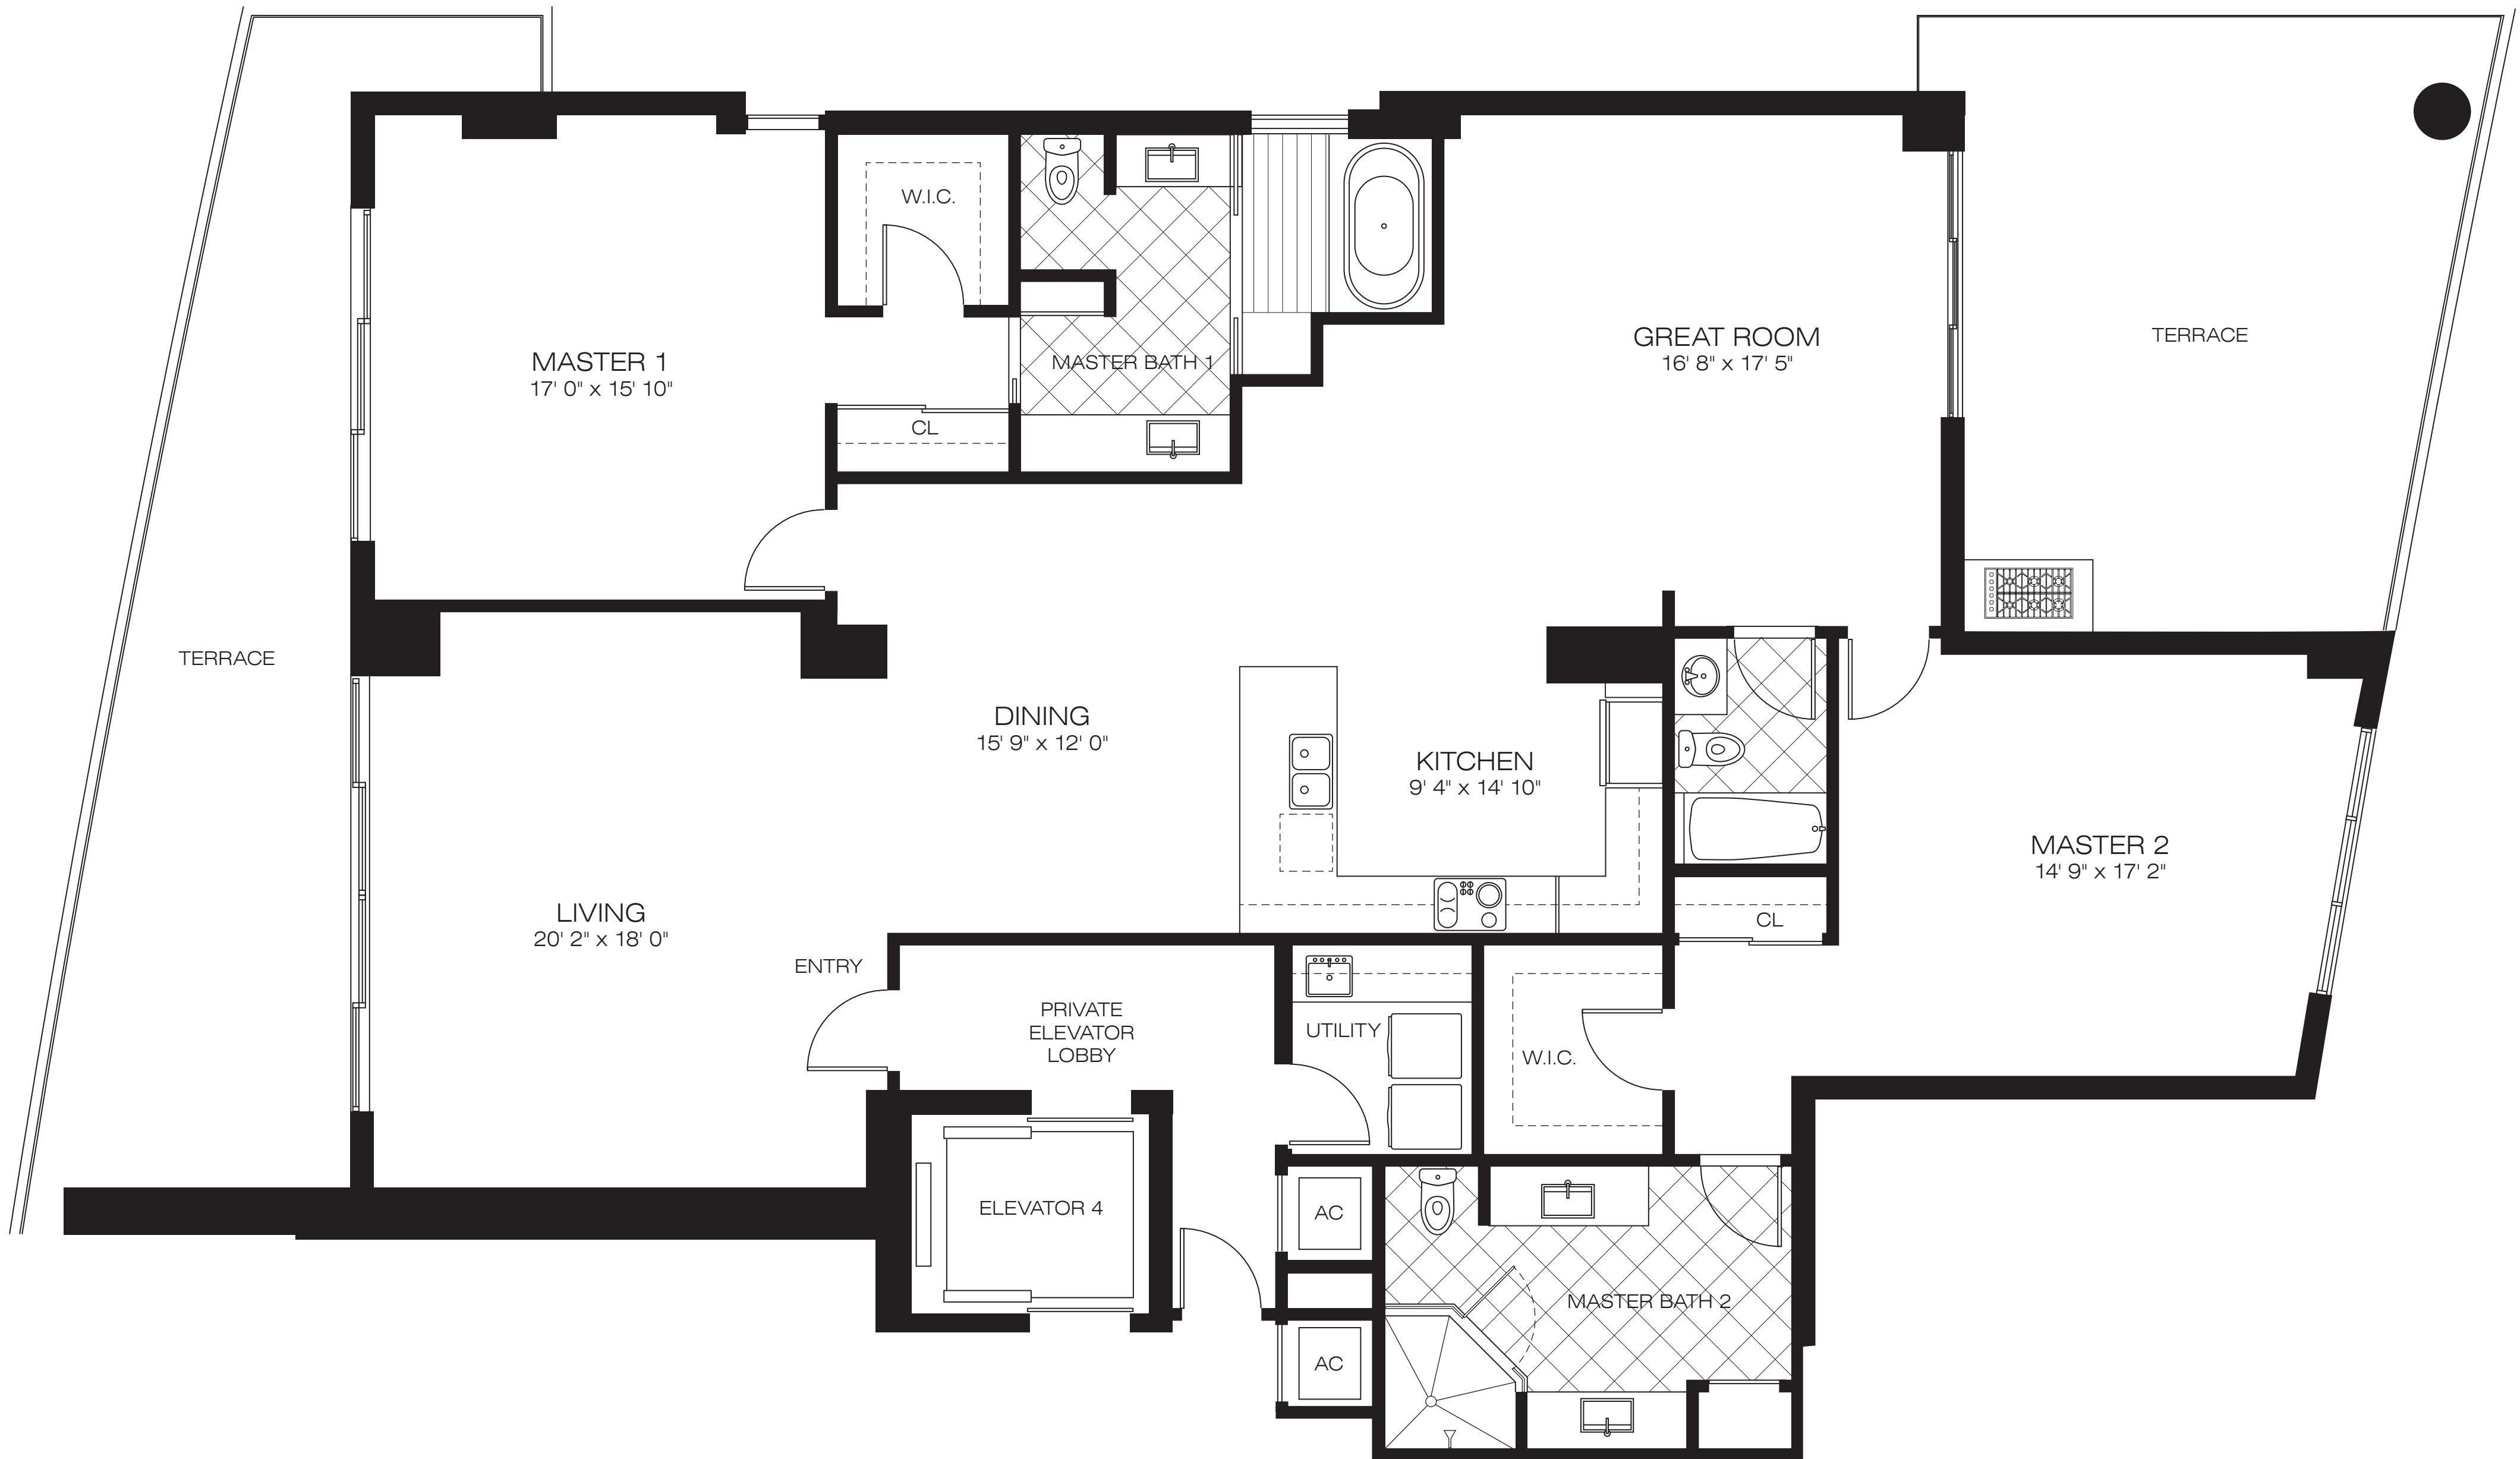 W.I.C.
MASTER 1
17' 0" x 15' 10"
MASTER BATH 1
CL
GREAT ROOM
16' 8" x 17' 5"
TERRACE
TERRACE
DINING
15' 9" x 12' 0"
KITCHEN
9' 4" x 14' 10"
MASTER 2
14' 9" x 17' 2"
LIVING
20' 2" x 18' 0"
CL
ENTRY
PRIVATE
ELEVATOR
LOBBY
UTILITY
W.I.C.
ELEVATOR 4
AC
MASTER BATH 2
AC